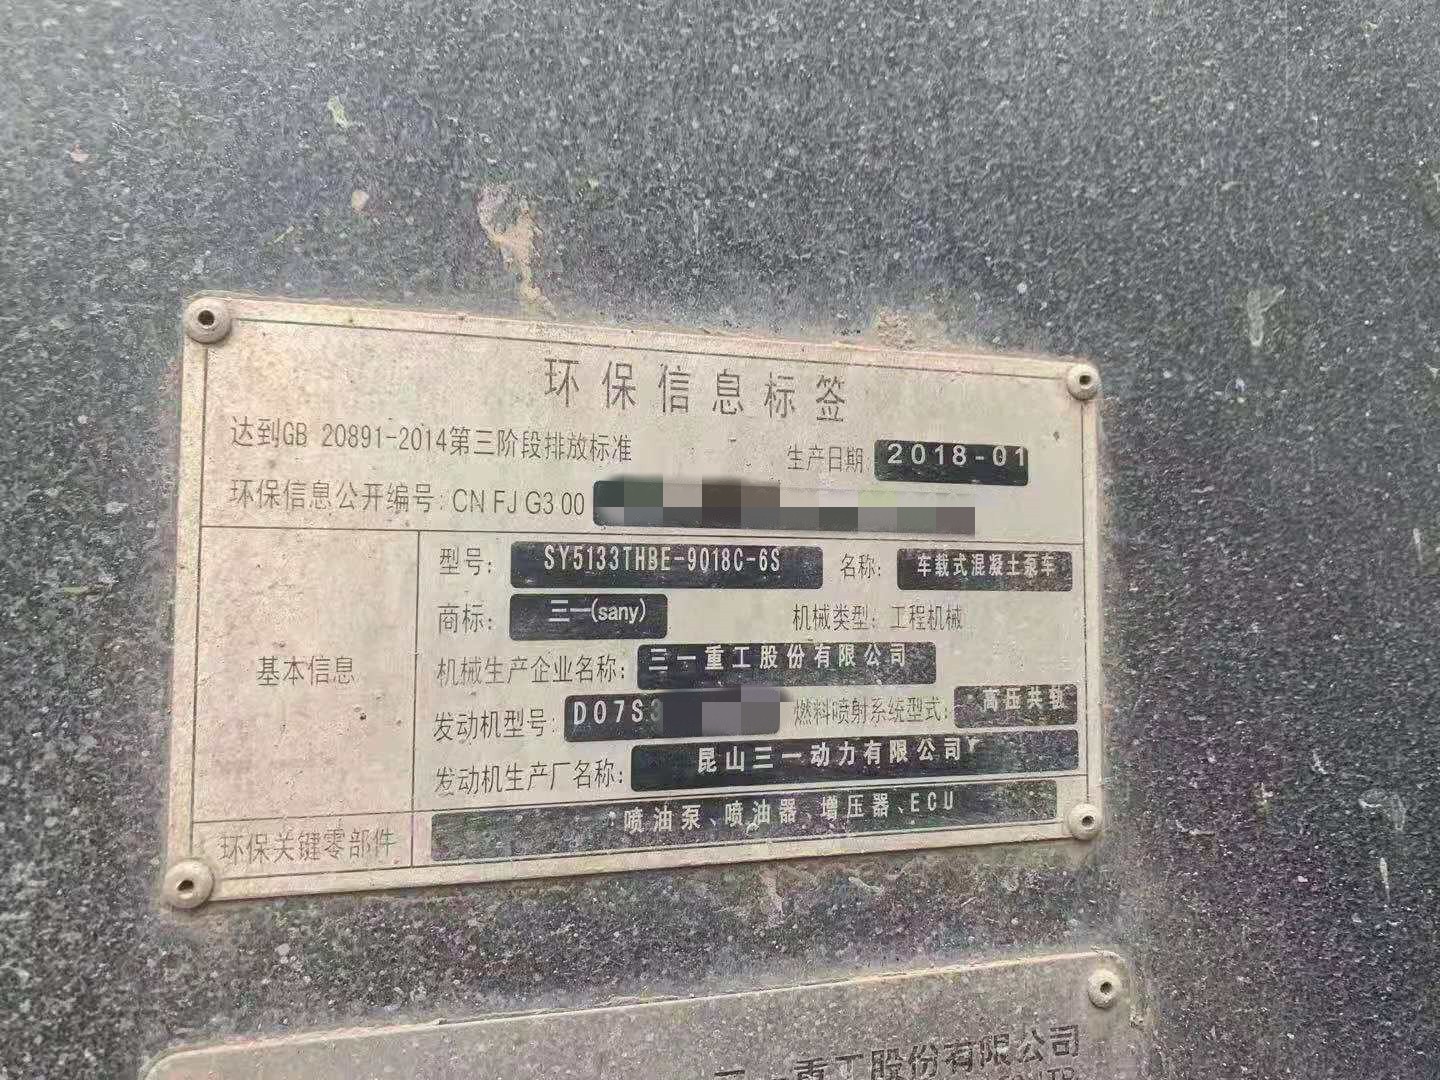 环保信息标签
达到GB 20891-2014第三阶段排放标准 生产日期: 2018-01
环保信息公开编号: CN FJ G3 00
基本信息
型号: SY5133THBE-9018C-6S 名称: 车载式混凝土泵车
商标: 三一(sany) 机械类型: 工程机械
机械生产企业名称: 三一重工股份有限公司
发动机型号: D07S3 燃料喷射系统型式: 高压共轨
发动机生产厂名称: 昆山三一动力有限公司
环保关键零部件 喷油泵、喷油器、增压器、ECU
三一重工股份有限公司